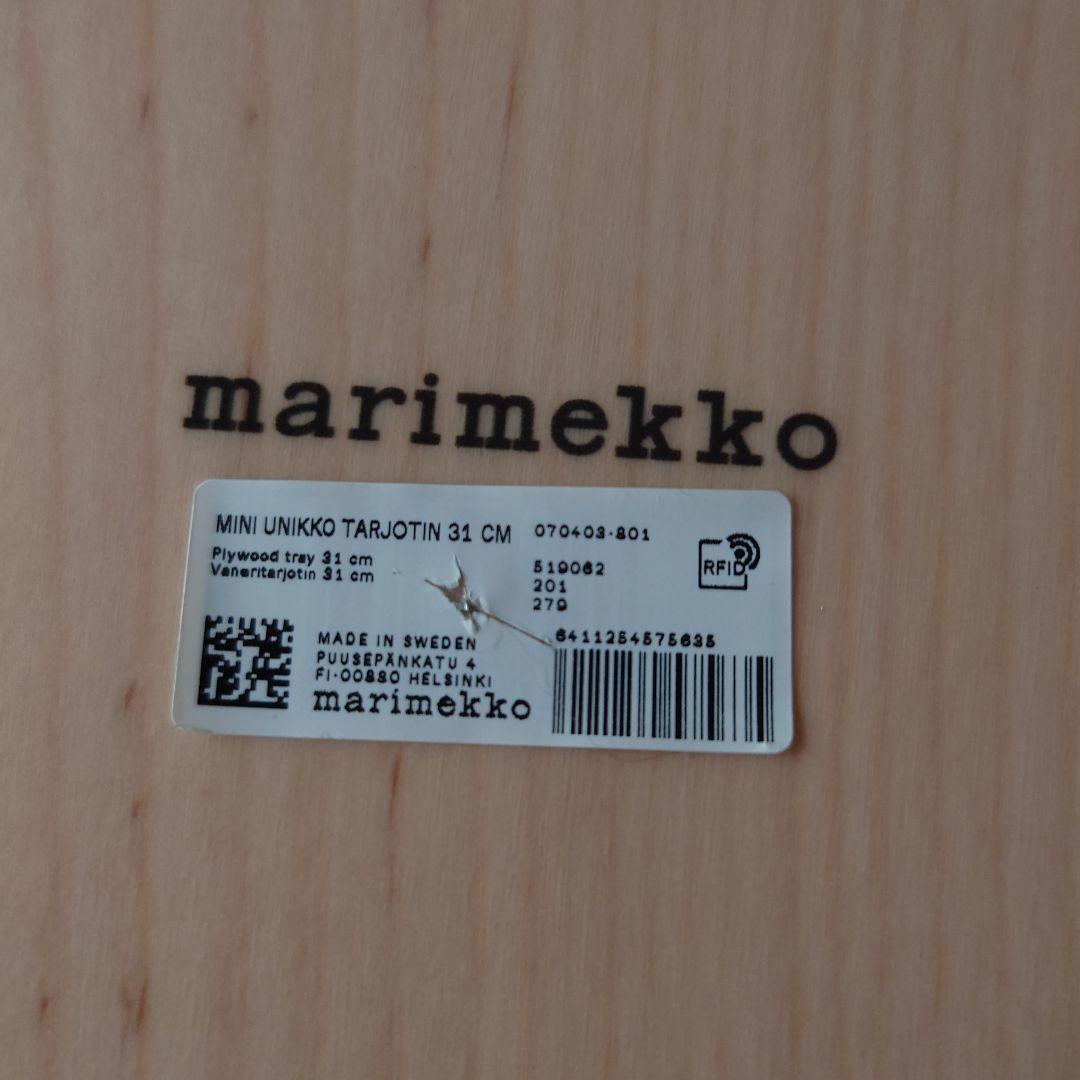 marimekko
MINI UNIKKO TARJOTIN 31 CM
070403-801
Plywood tray 31 cm
Vaneritarjotin 31 cm
519062
201
279
RFID
MADE IN SWEDEN
PUUSEPÄNKATU 4
FI-00880 HELSINKI
marimekko
6411254575635